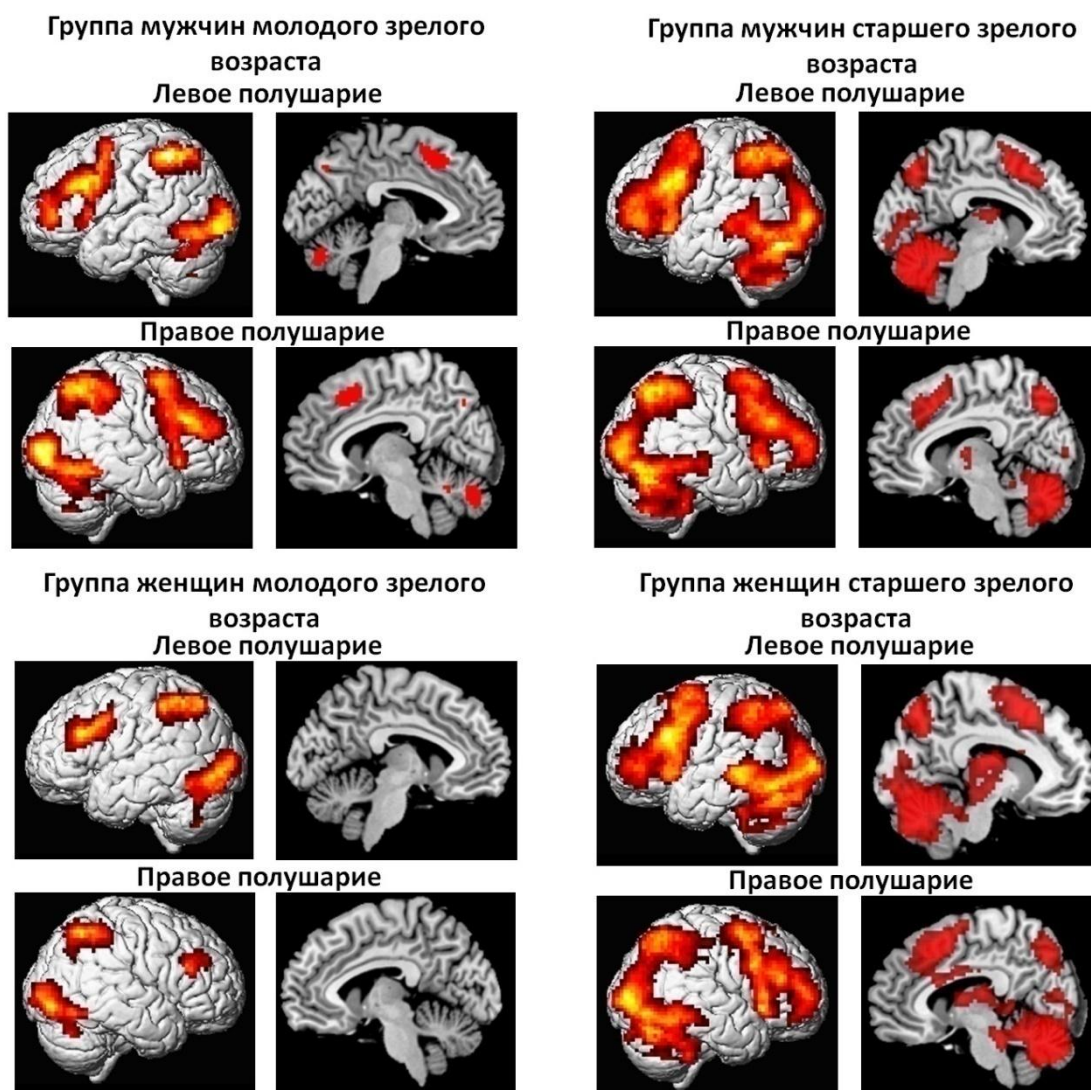 Группа мужчин молодого зрелого
возраста
Левое полушарие
Правое полушарие
Группа мужчин старшего зрелого
возраста
Левое полушарие
Правое полушарие
Группа женщин молодого зрелого
возраста
Левое полушарие
Правое полушарие
Группа женщин старшего зрелого
возраста
Левое полушарие
Правое полушарие